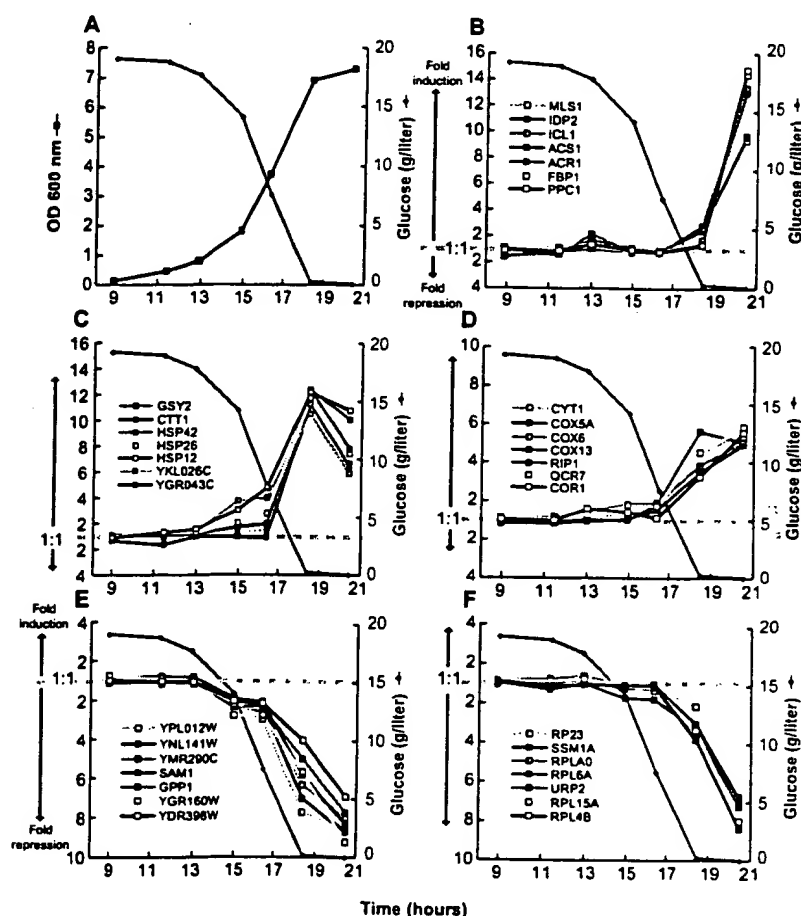 A
8
7
6
5
4
3
2
1
0
OD 600 nm
20
15
10
5
0
Glucose (g/liter)
9 11 13 15 17 19 21
B
Fold induction
Fold repression
16
14
12
10
8
6
4
2
1:1
2
4
MLS1
IDP2
ICL1
ACS1
ACR1
FBP1
PPC1
20
15
10
5
0
Glucose (g/liter)
9 11 13 15 17 19 21
C
16
14
12
10
8
6
4
2
1:1
2
4
GSY2
CTT1
HSP42
HSP26
HSP12
YKL026C
YGR043C
20
15
10
5
0
Glucose (g/liter)
9 11 13 15 17 19 21
D
10
8
6
4
2
1:1
2
4
CYT1
COX5A
COX6
COX13
RIP1
QCR7
COR1
20
15
10
5
0
Glucose (g/liter)
9 11 13 15 17 19 21
E
Fold induction
Fold repression
4
2
1:1
2
4
6
8
10
YPL012W
YNL141W
YMR290C
SAM1
GPP1
YGR160W
YDR398W
20
15
10
5
0
Glucose (g/liter)
9 11 13 15 17 19 21
F
4
2
1:1
2
4
6
8
10
RP23
SSM1A
RPLA0
RPL6A
URP2
RPL15A
RPL4B
20
15
10
5
0
Glucose (g/liter)
9 11 13 15 17 19 21
Time (hours)